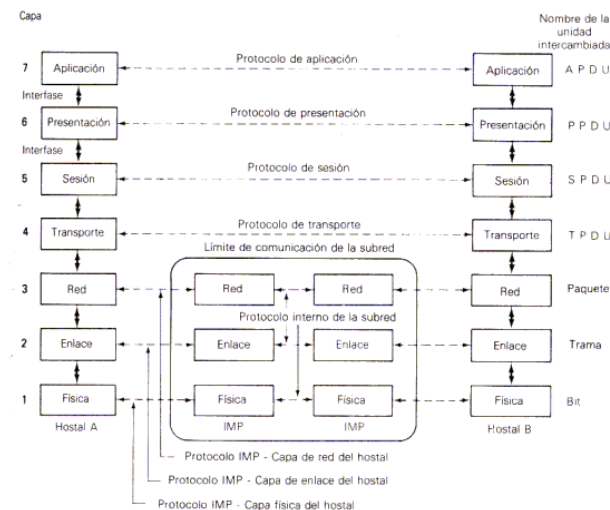 Capa
Nombre de la
unidad
intercambiada
Protocolo de aplicación
7 Aplicación Aplicación A P D U
Interfase
Protocolo de presentación
6 Presentación Presentación P P D U
Interfase
Protocolo de sesión
5 Sesión Sesión S P D U
Protocolo de transporte
4 Transporte Transporte T P D U
Límite de comunicación de la subred
3 Red Red Red Red Paquete
Protocolo interno de la subred
2 Enlace Enlace Enlace Enlace Trama
1 Física Física Física Física Bit
Hostal A IMP IMP Hostal B
Protocolo IMP - Capa de red del hostal
Protocolo IMP - Capa de enlace del hostal
Protocolo IMP - Capa física del hostal